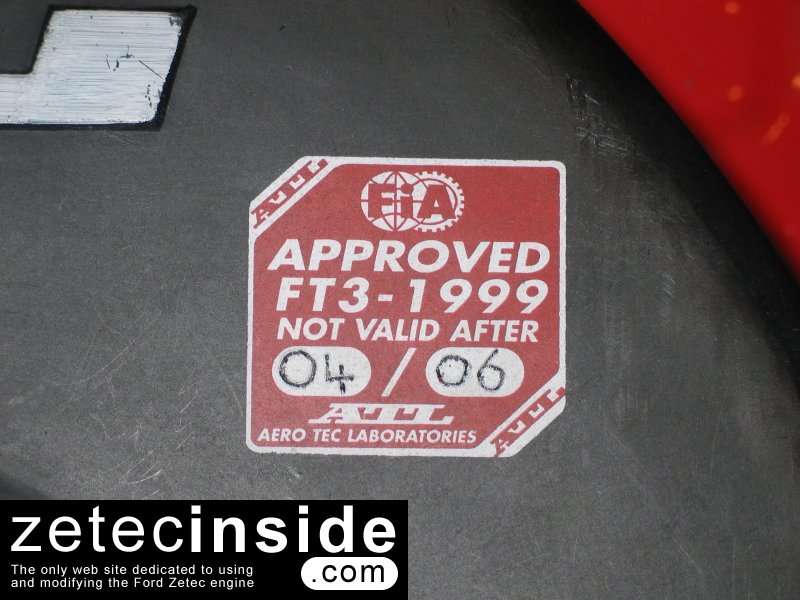 ATL
FiA
APPROVED
FT3-1999
NOT VALID AFTER
04 / 06
ATL
AERO TEC LABORATORIES
ATL
zetecinside
The only web site dedicated to using
and modifying the Ford Zetec engine
.com